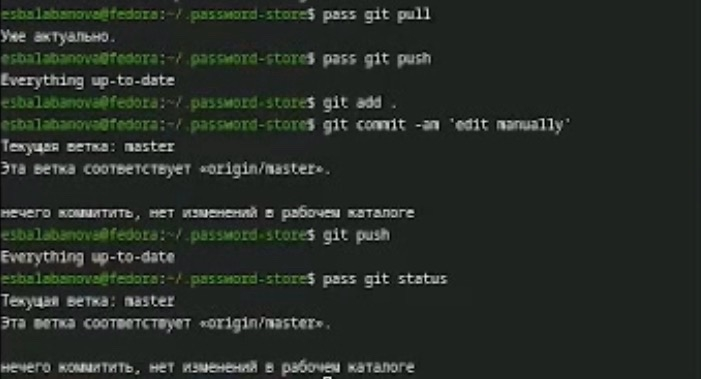 esbalabanova@fedora:~/.password-store$ pass git pull
Уже актуально.
esbalabanova@fedora:~/.password-store$ pass git push
Everything up-to-date
esbalabanova@fedora:~/.password-store$ git add .
esbalabanova@fedora:~/.password-store$ git commit -am 'edit manually'
Текущая ветка: master
Эта ветка соответствует «origin/master».
нечего коммитить, нет изменений в рабочем каталоге
esbalabanova@fedora:~/.password-store$ git push
Everything up-to-date
esbalabanova@fedora:~/.password-store$ pass git status
Текущая ветка: master
Эта ветка соответствует «origin/master».
нечего коммитить, нет изменений в рабочем каталоге